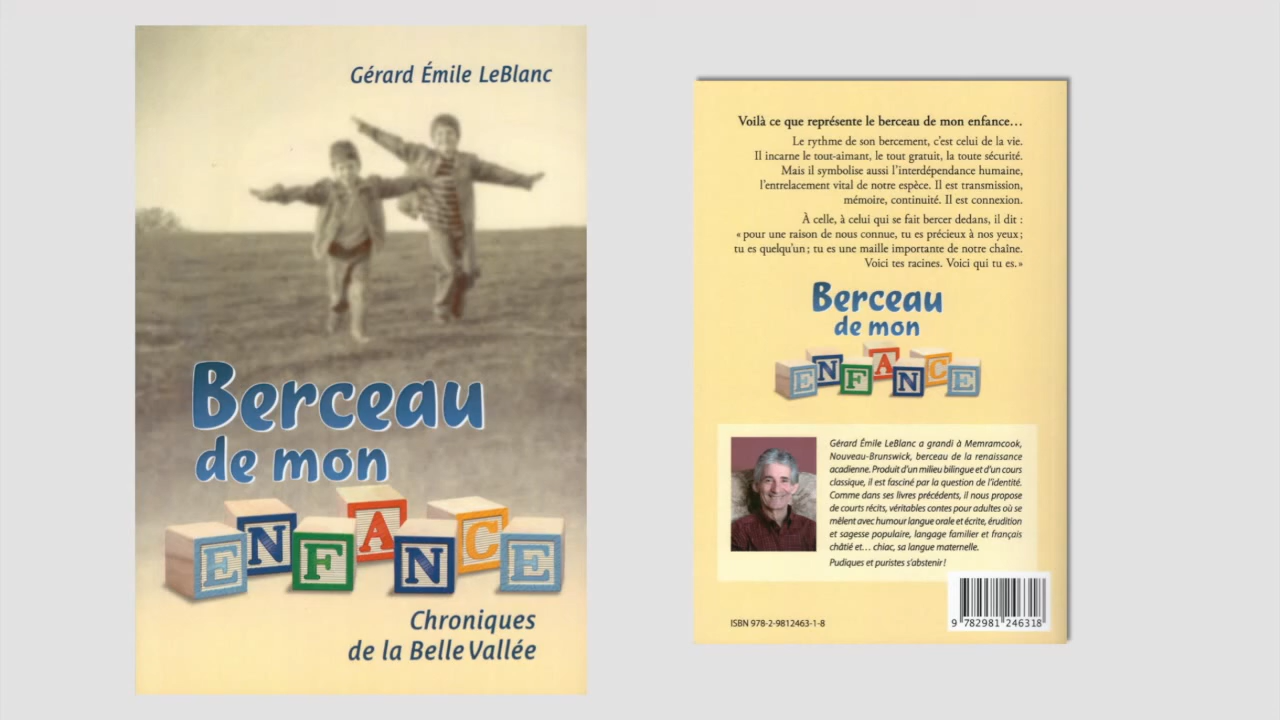 Gérard Émile LeBlanc
Berceau
de mon
ENFANCE
Chroniques
de la Belle Vallée
Voilà ce que représente le berceau de mon enfance…
Le rythme de son bercement, c’est celui de la vie.
Il incarne le tout-aimant, le tout gratuit, la toute sécurité.
Mais il symbolise aussi l’interdépendance humaine,
l’entrelacement vital de notre espèce. Il est transmission,
mémoire, continuité. Il est connexion.
À celle, à celui qui se fait bercer dedans, il dit :
« pour une raison de nous connue, tu es précieux à nos yeux ;
tu es quelqu’un ; tu es une maille importante de notre chaîne.
Voici tes racines. Voici qui tu es. »
Berceau
de mon
ENFANCE
Gérard Émile LeBlanc a grandi à Memramcook,
Nouveau-Brunswick, berceau de la renaissance
acadienne. Produit d’un milieu bilingue et d’un cours
classique, il est fasciné par la question de l’identité.
Comme dans ses livres précédents, il nous propose
de courts récits, véritables contes pour adultes où se
mêlent avec humour langue orale et écrite, érudition
et sagesse populaire, langage familier et français
châtié et… chiac, sa langue maternelle.
Pudiques et puristes s’abstenir !
ISBN 978-2-9812463-1-8
9 782981 246318